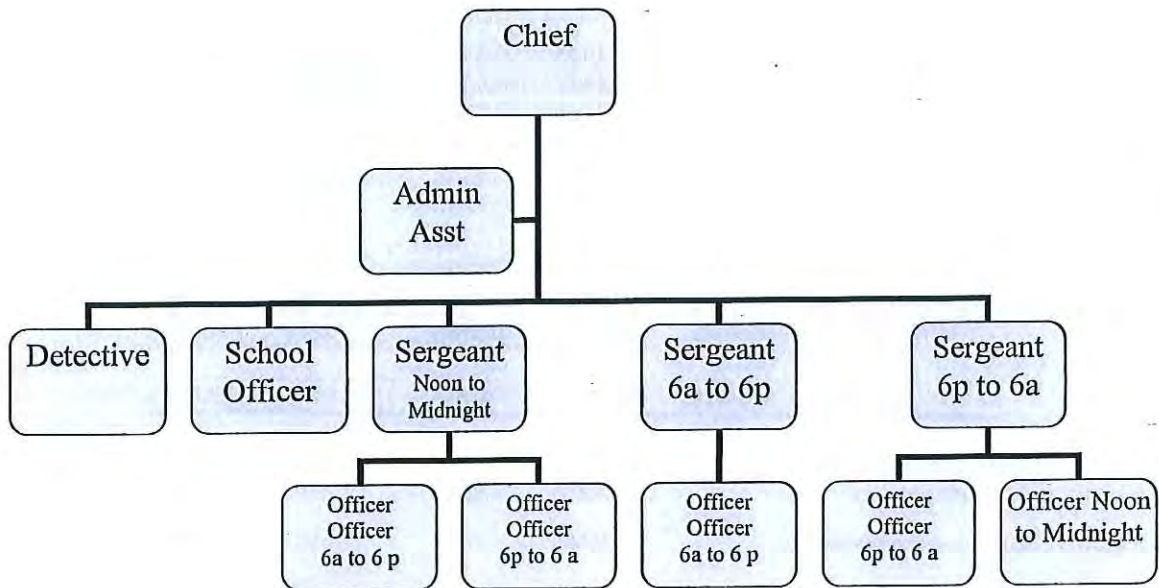 Chief
Admin
Asst
Detective
School
Officer
Sergeant
Noon to
Midnight
Sergeant
6a to 6p
Sergeant
6p to 6a
Officer
Officer
6a to 6 p
Officer
Officer
6p to 6 a
Officer
Officer
6a to 6 p
Officer
Officer
6p to 6 a
Officer Noon
to Midnight